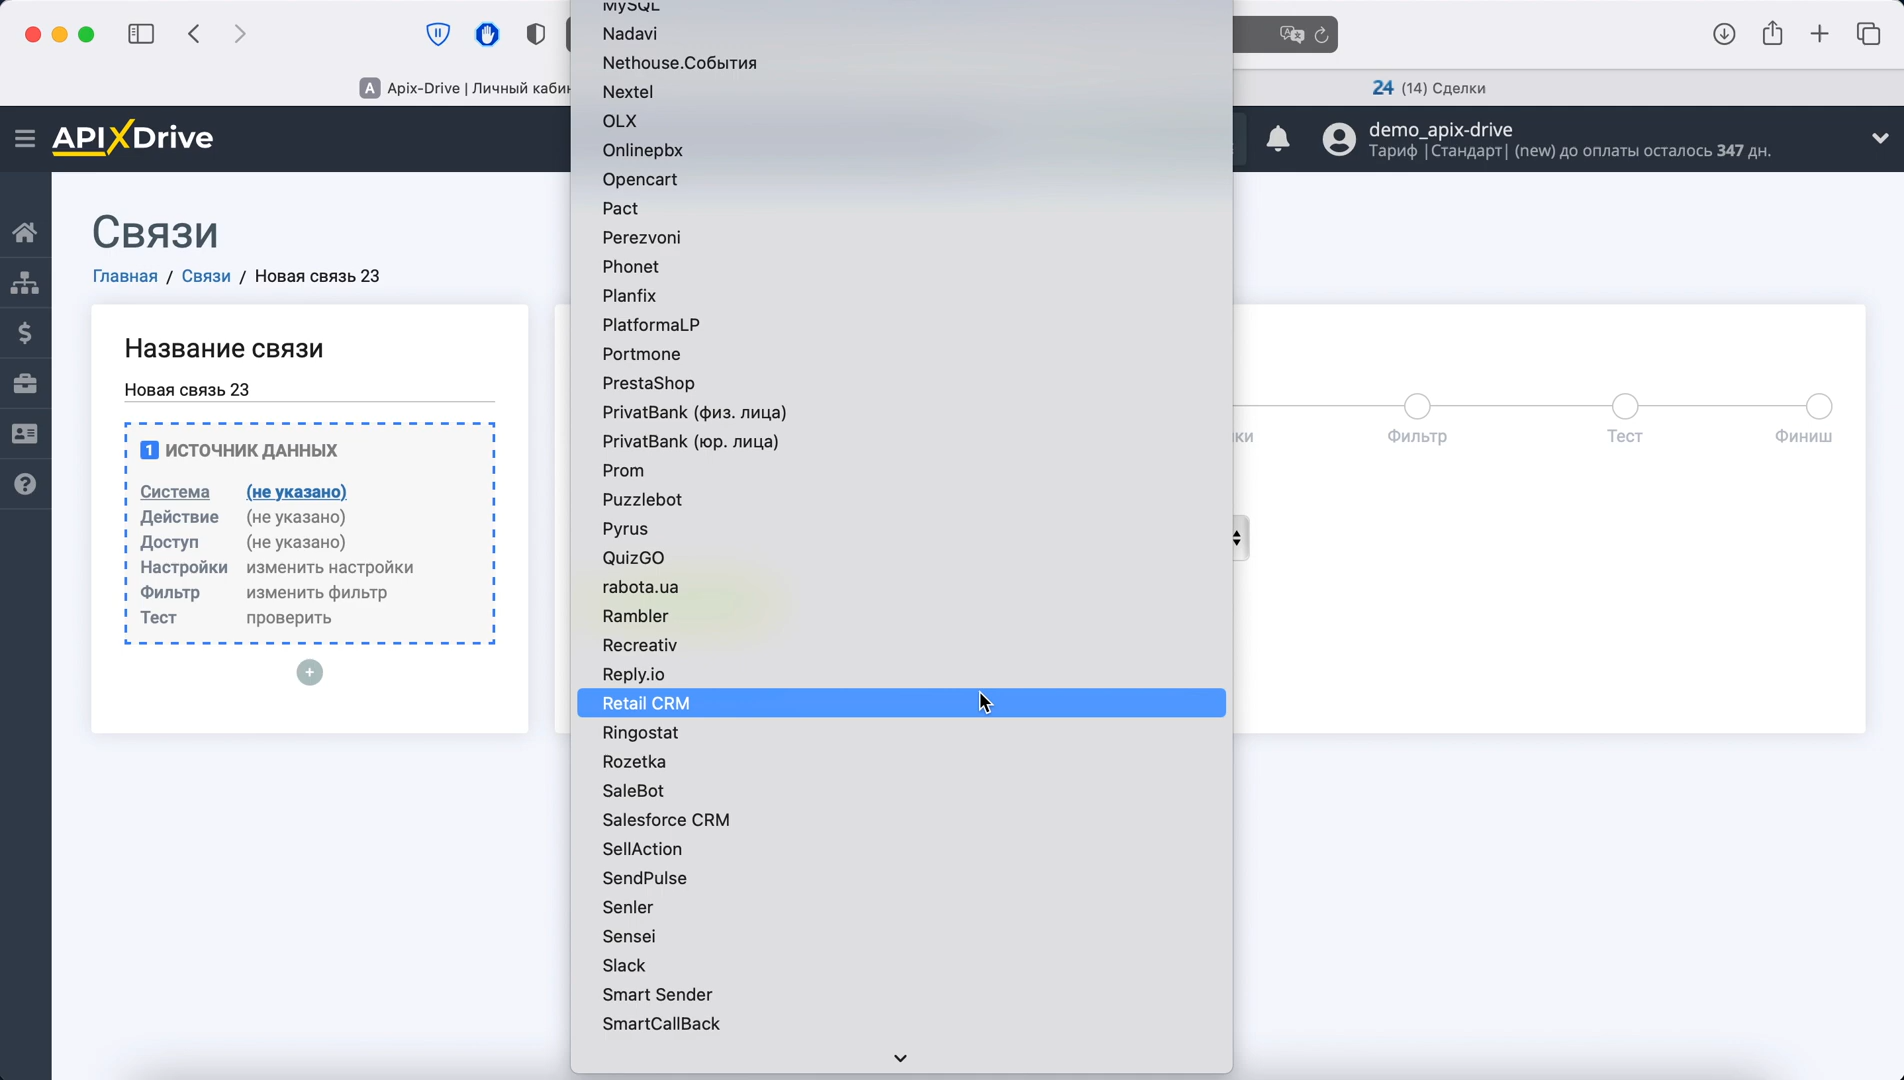 Apix-Drive | Личный каби
24 (14) Сделки
APIXDrive
demo_apix-drive
Тариф |Стандарт| (new) до оплаты осталось 347 дн.
Связи
Главная / Связи / Новая связь 23
Название связи
Новая связь 23
1 ИСТОЧНИК ДАННЫХ
Система (не указано)
Действие (не указано)
Доступ (не указано)
Настройки изменить настройки
Фильтр изменить фильтр
Тест проверить
MySQL
Nadavi
Nethouse.События
Nextel
OLX
Onlinepbx
Opencart
Pact
Perezvoni
Phonet
Planfix
PlatformaLP
Portmone
PrestaShop
PrivatBank (физ. лица)
PrivatBank (юр. лица)
Prom
Puzzlebot
Pyrus
QuizGO
rabota.ua
Rambler
Recreativ
Reply.io
Retail CRM
Ringostat
Rozetka
SaleBot
Salesforce CRM
SellAction
SendPulse
Senler
Sensei
Slack
Smart Sender
SmartCallBack
ки
Фильтр
Тест
Финиш